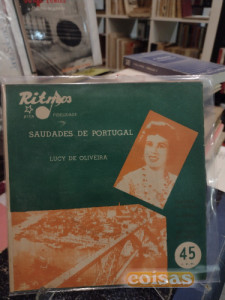 Ritmos
SAUDADES DE PORTUGAL
LUCY DE OLIVEIRA
45
coisas